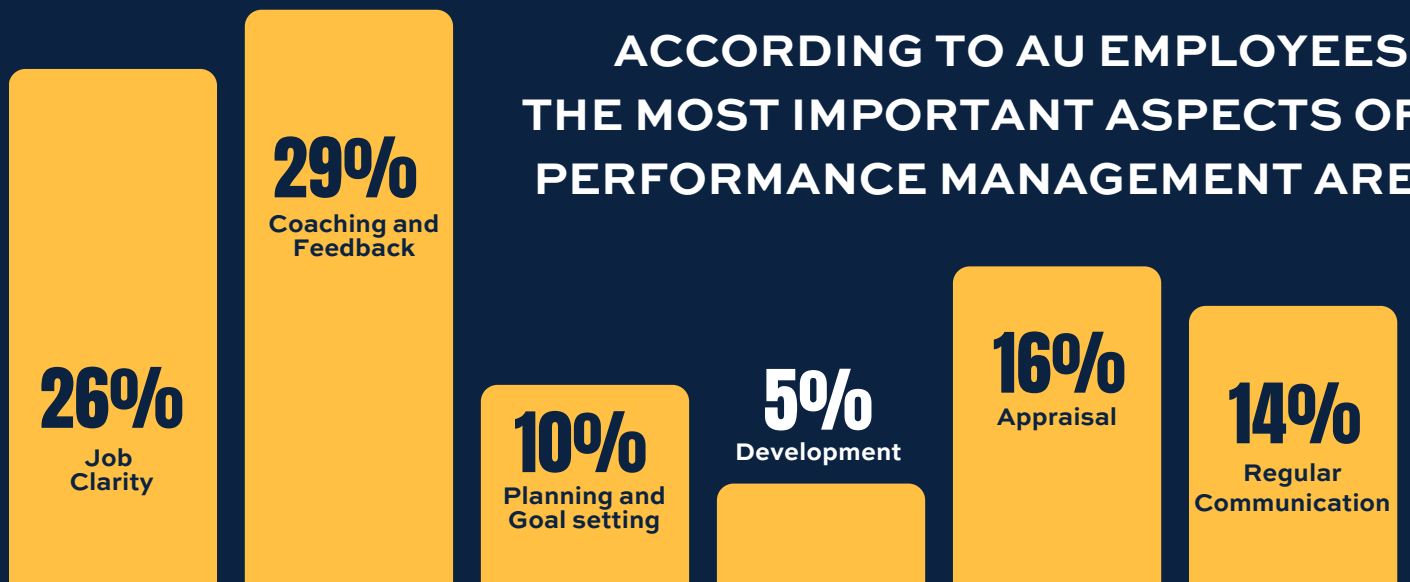 ACCORDING TO AU EMPLOYEES
THE MOST IMPORTANT ASPECTS OF
PERFORMANCE MANAGEMENT ARE
26%
Job
Clarity
29%
Coaching and
Feedback
10%
Planning and
Goal setting
5%
Development
16%
Appraisal
14%
Regular
Communication